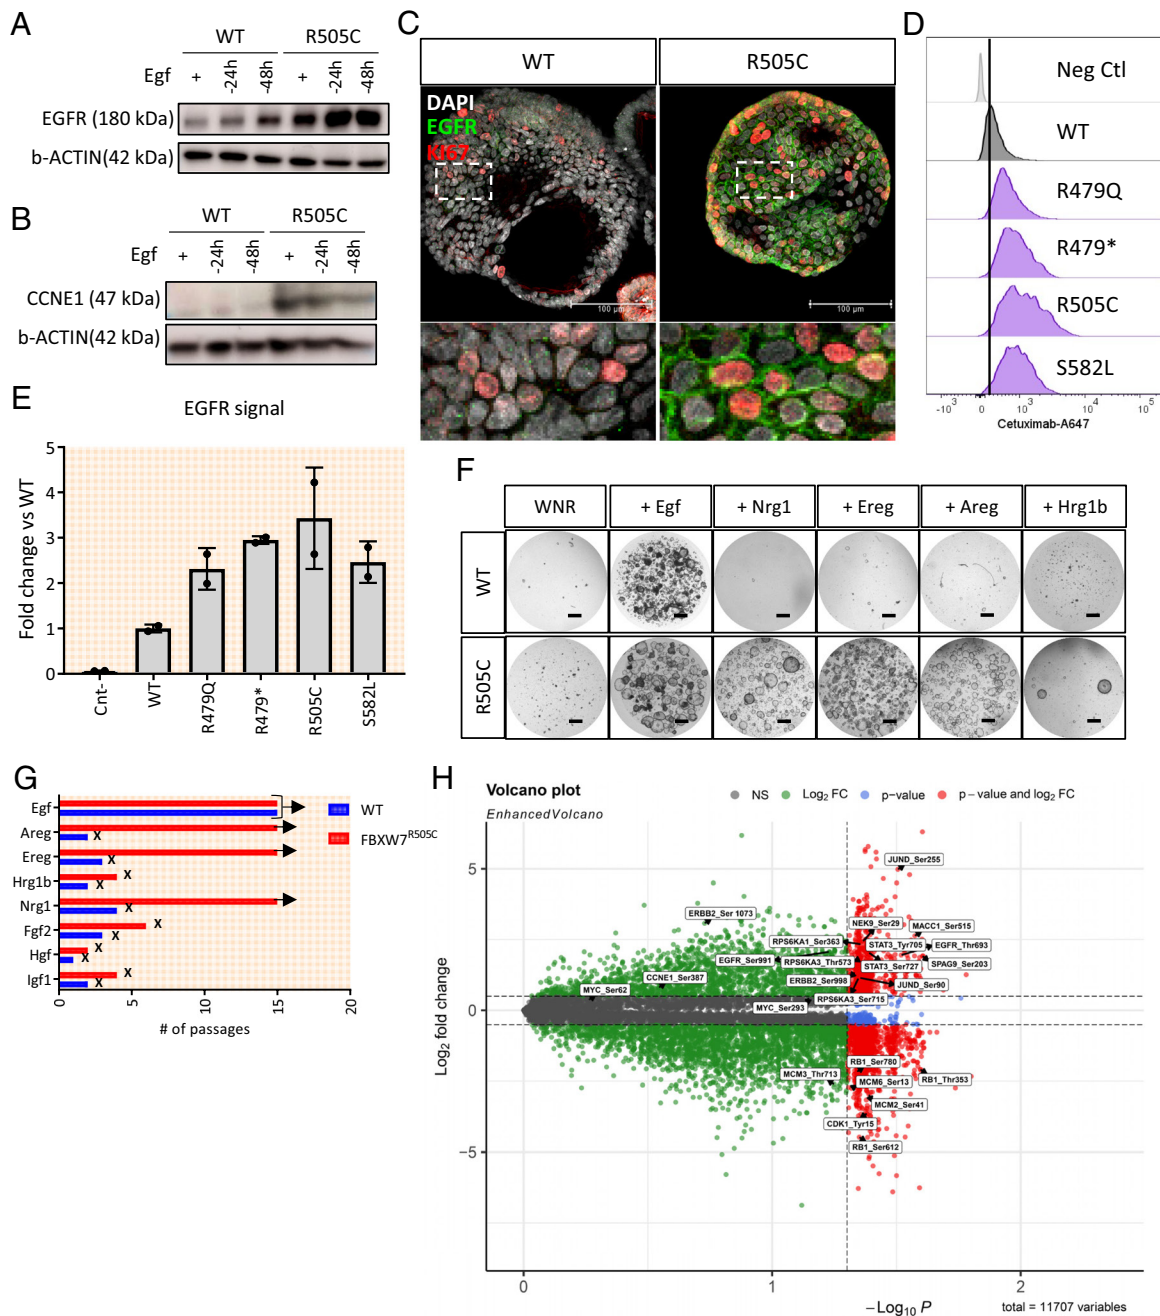 A
WT R505C
Egf + -24h -48h + -24h -48h
EGFR (180 kDa)
b-ACTIN(42 kDa)
B
WT R505C
Egf + -24h -48h + -24h -48h
CCNE1 (47 kDa)
b-ACTIN(42 kDa)
C
WT R505C
DAPI
EGFR
KI67
100 μm 100 μm
D
Neg Ctl
WT
R479Q
R479*
R505C
S582L
-10³ 0 10³ 10⁴ 10⁵
Cetuximab-A647
E
EGFR signal
Fold change vs WT
5
4
3
2
1
0
Cnt- WT R479Q R479* R505C S582L
F
WNR + Egf + Nrg1 + Ereg + Areg + Hrg1b
WT
R505C
G
Egf
Areg X
Ereg X
Hrg1b X X
Nrg1 X
Fgf2 X X
Hgf X X
Igf1 X X
0 5 10 15 20
# of passages
WT
FBXW7R505C
H
Volcano plot
EnhancedVolcano
NS Log₂ FC p-value p – value and log₂ FC
Log₂ fold change
5
0
-5
JUND_Ser255
ERBB2_Ser1073
NEK9_Ser29
MACC1_Ser515
RPS6KA1_Ser363
STAT3_Tyr705
EGFR_Thr693
EGFR_Ser991
RPS6KA3_Thr573
STAT3_Ser727
SPAG9_Ser203
CCNE1_Ser387
ERBB2_Ser998
JUND_Ser90
MYC_Ser62
RPS6KA3_Ser715
MYC_Ser293
RB1_Ser780
MCM3_Thr713
MCM6_Ser13
RB1_Thr353
MCM2_Ser41
CDK1_Tyr15
RB1_Ser612
0 1 2
–Log₁₀ P
total = 11707 variables